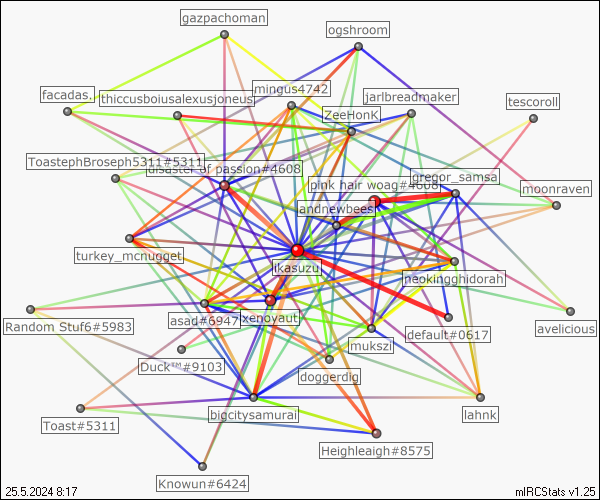 gazpachoman
ogshroom
mingus4742
jarlbreadmaker
facadas.
thiccusboiusalexusjoneus
tescoroll
ZeeHonK
ToastephBroseph5311#5311
disaster of passion#4608
gregor_samsa
pink hair woag#4608
moonraven
landnewbees
turkey_mcnugget
ikasuzu
neokingghidorah
Random Stuf6#5983
asad#6947
xenoyaut
default#0617
avelicious
mukszi
Duck™#9103
doggerdig
bigcitysamurai
lahnk
Toast#5311
Heighleaigh#8575
Knowun#6424
25.5.2024 8:17
mIRCStats v1.25